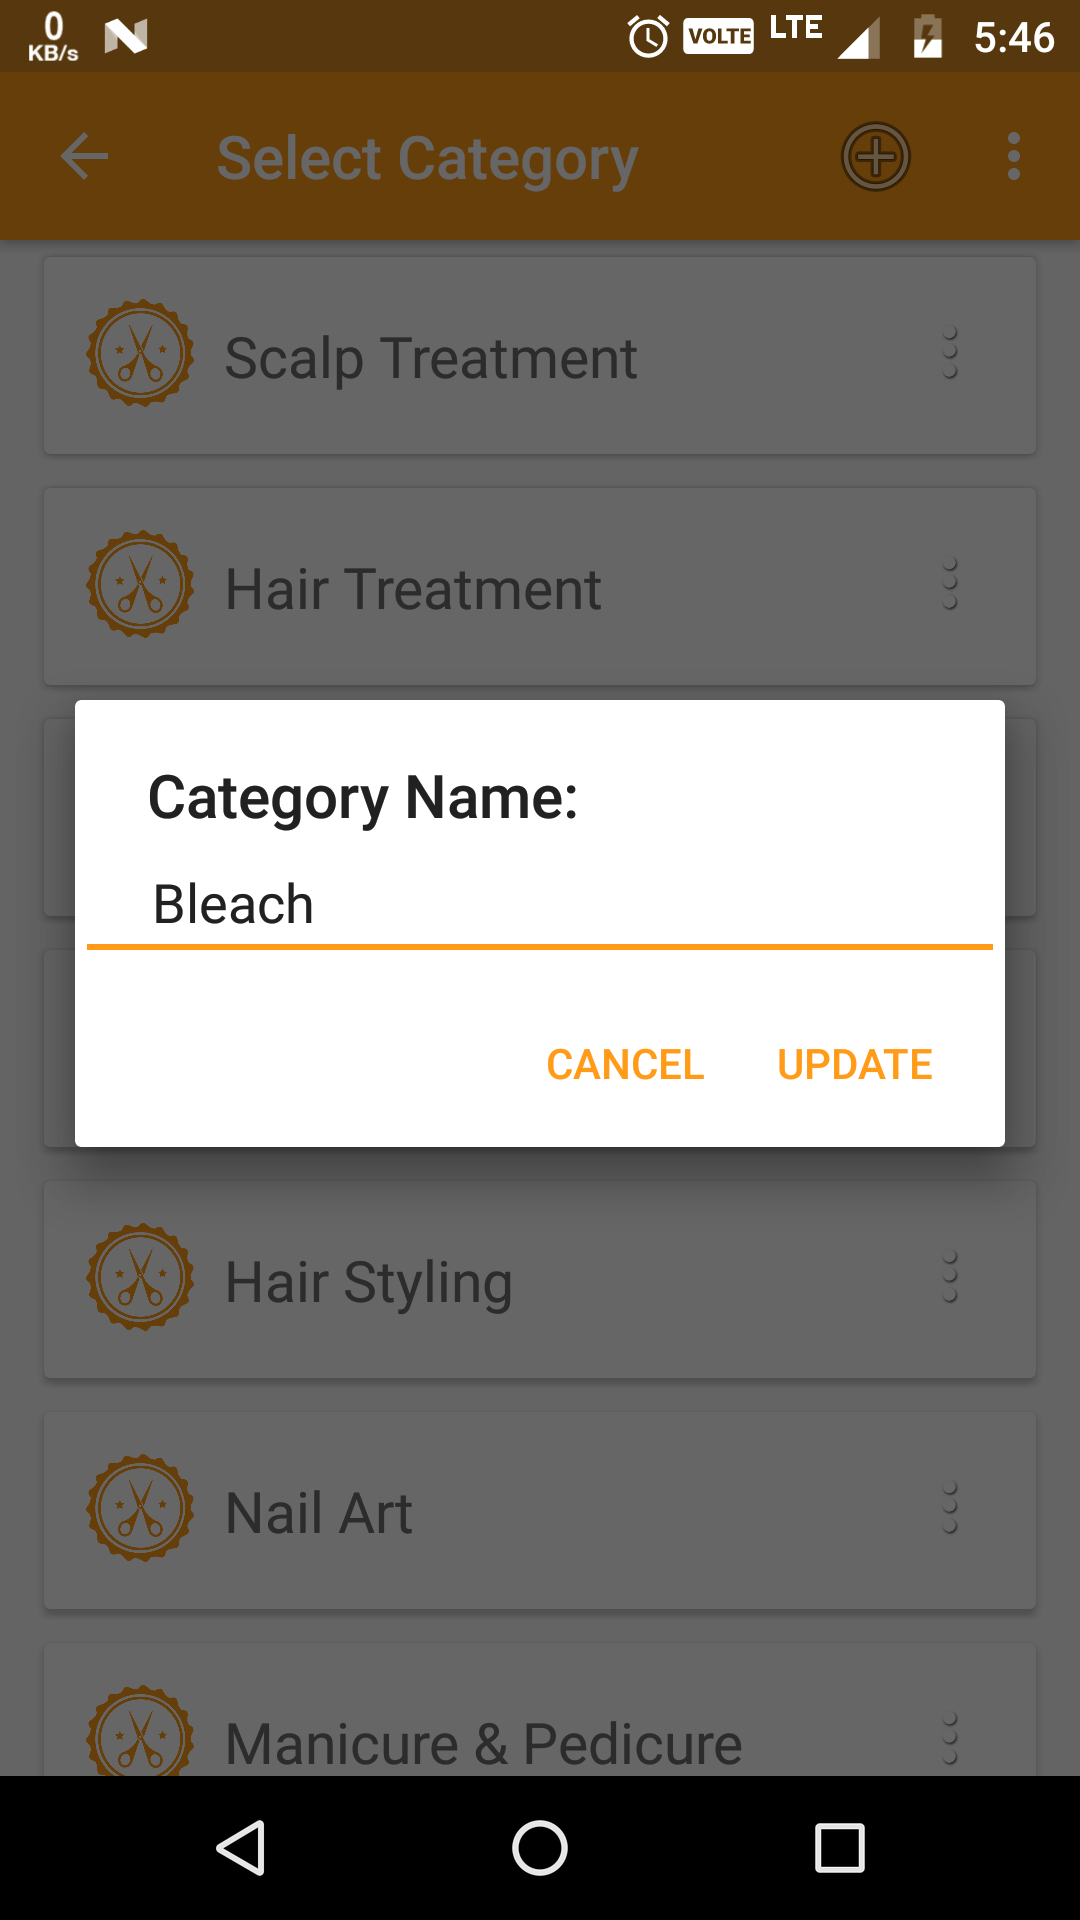 0
KB/s
VOLTE
LTE
5:46
Select Category
Scalp Treatment
Hair Treatment
Category Name:
Bleach
CANCEL
UPDATE
Hair Styling
Nail Art
Manicure & Pedicure